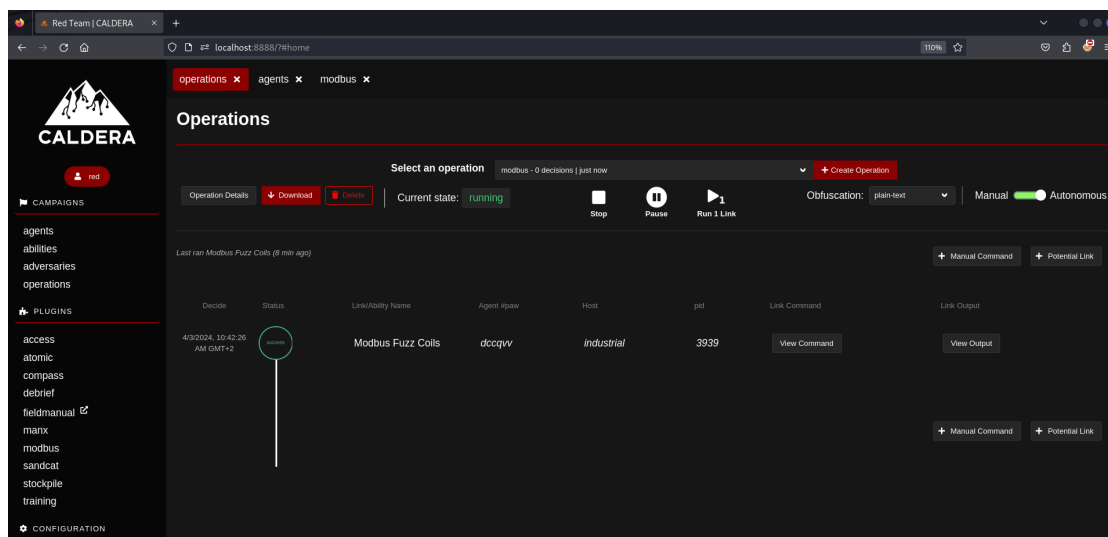 Red Team | CALDERA × +
localhost:8888/?#home 110%
operations × agents × modbus ×
CALDERA
red
CAMPAIGNS
agents
abilities
adversaries
operations
PLUGINS
access
atomic
compass
debrief
fieldmanual
manx
modbus
sandcat
stockpile
training
CONFIGURATION
Operations
Select an operation modbus - 0 decisions | just now + Create Operation
Operation Details Download Delete Current state: running Stop Pause 1 Run 1 Link Obfuscation: plain-text Manual Autonomous
Last ran Modbus Fuzz Coils (8 min ago) + Manual Command + Potential Link
Decide Status Link/Ability Name Agent #paw Host pid Link Command Link Output
4/3/2024, 10:42:26
AM GMT+2
success Modbus Fuzz Coils dccqvv industrial 3939 View Command View Output
+ Manual Command + Potential Link